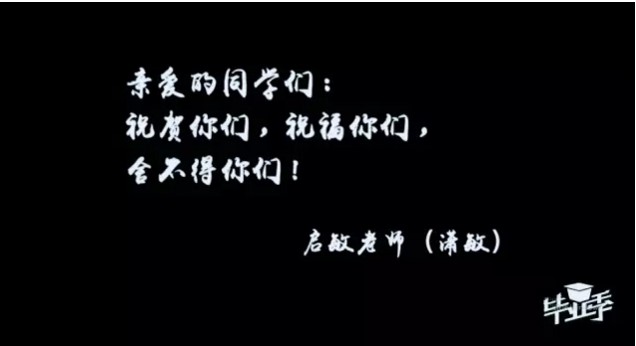 亲爱的同学们：
祝贺你们，祝福你们，
舍不得你们！
启敏老师（潇敏）
毕业季